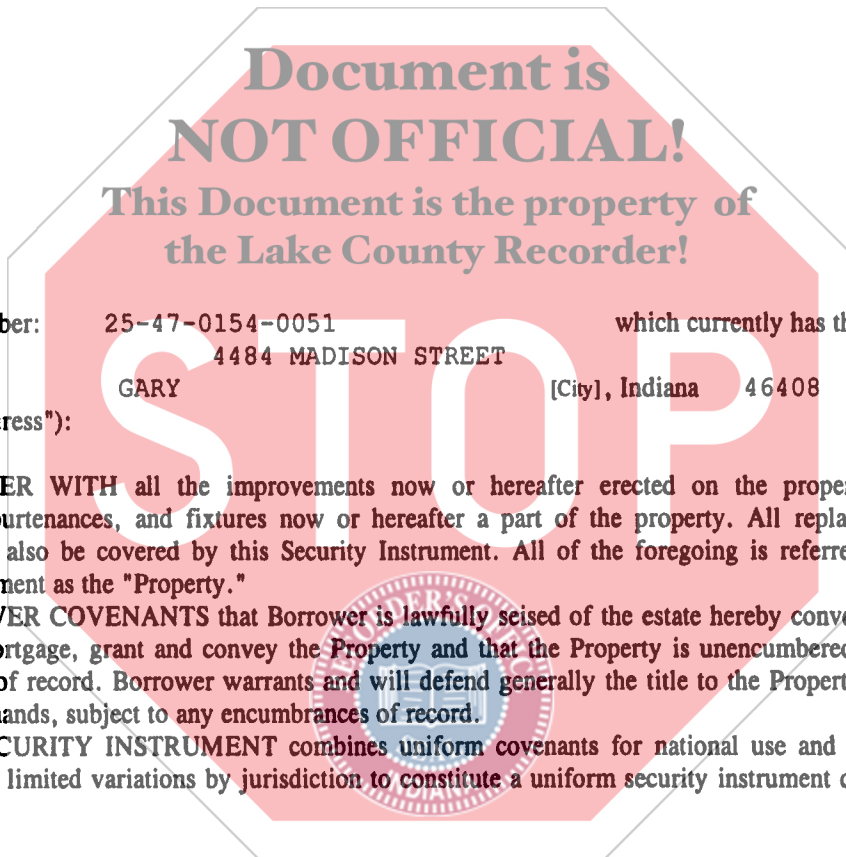 Document is
NOT OFFICIAL!
This Document is the property of
the Lake County Recorder!
STOP
ber: 25-47-0154-0051 which currently has th
4484 MADISON STREET
GARY [City], Indiana 46408
ress"):
ER WITH all the improvements now or hereafter erected on the proper
urtenances, and fixtures now or hereafter a part of the property. All repla
also be covered by this Security Instrument. All of the foregoing is referre
ment as the "Property."
VER COVENANTS that Borrower is lawfully seised of the estate hereby conve
ortgage, grant and convey the Property and that the Property is unencumbered
of record. Borrower warrants and will defend generally the title to the Propert
ands, subject to any encumbrances of record.
CURITY INSTRUMENT combines uniform covenants for national use and
limited variations by jurisdiction to constitute a uniform security instrument c
INDIANA